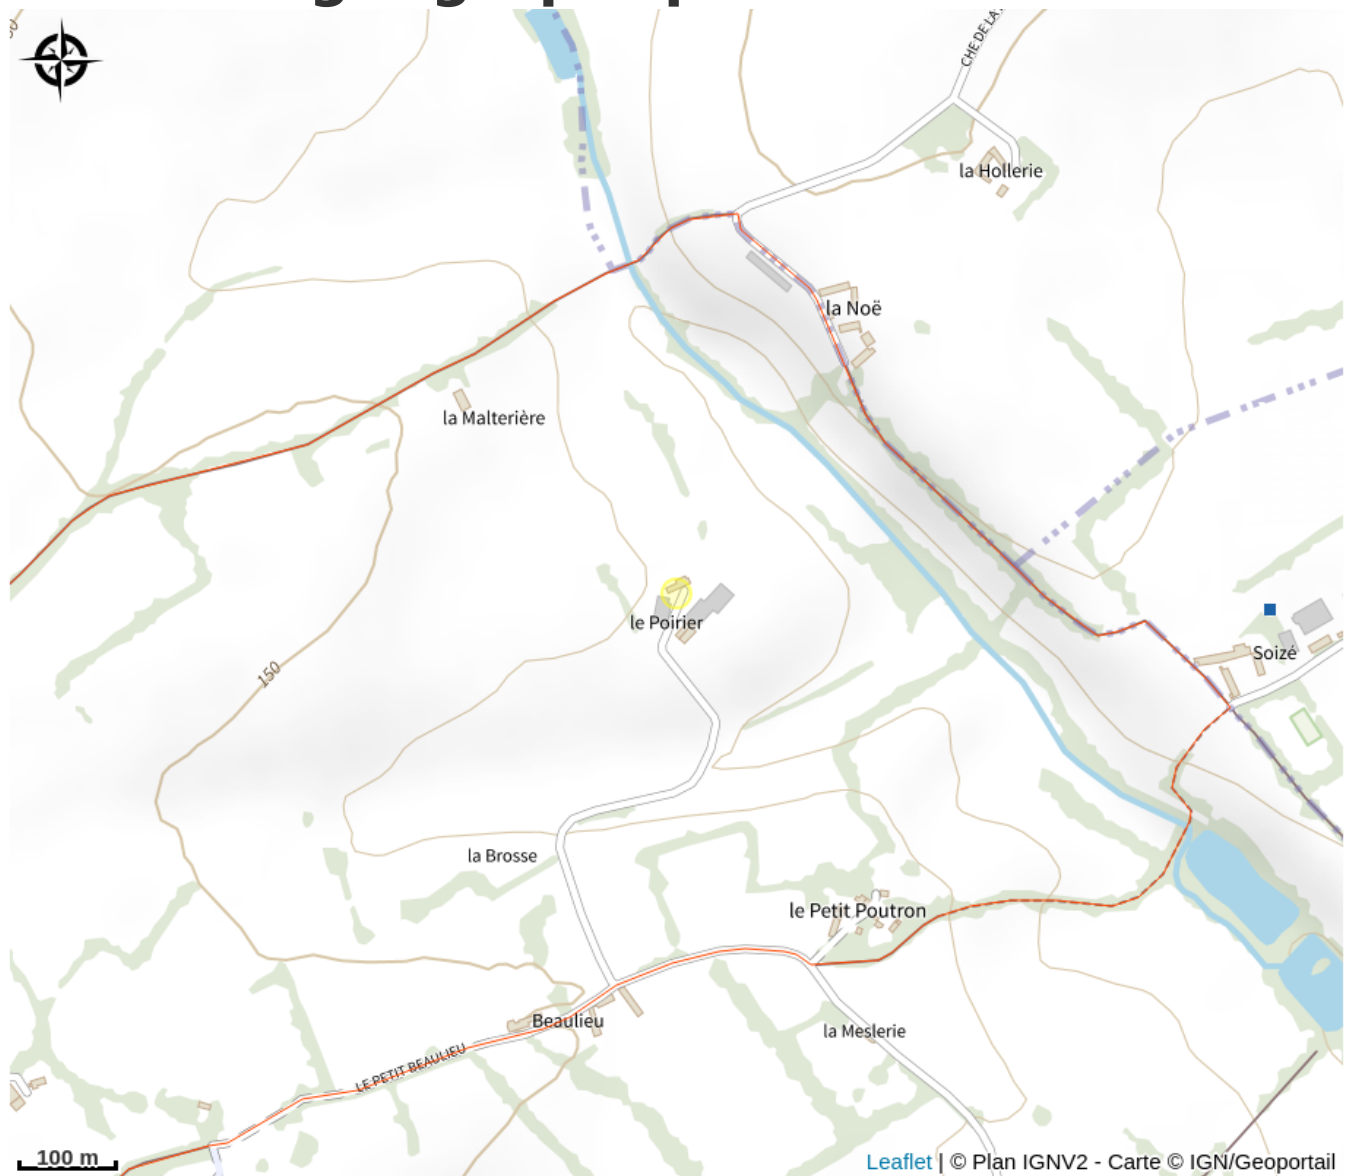 CHE DE LA
la Hollerie
la Noë
la Malterière
le Poirier
Soizé
150
la Brosse
le Petit Poutron
Beaulieu
la Meslerie
LE PETIT BEAULIEU
100 m
Leaflet | © Plan IGNV2 - Carte © IGN/Geoportail